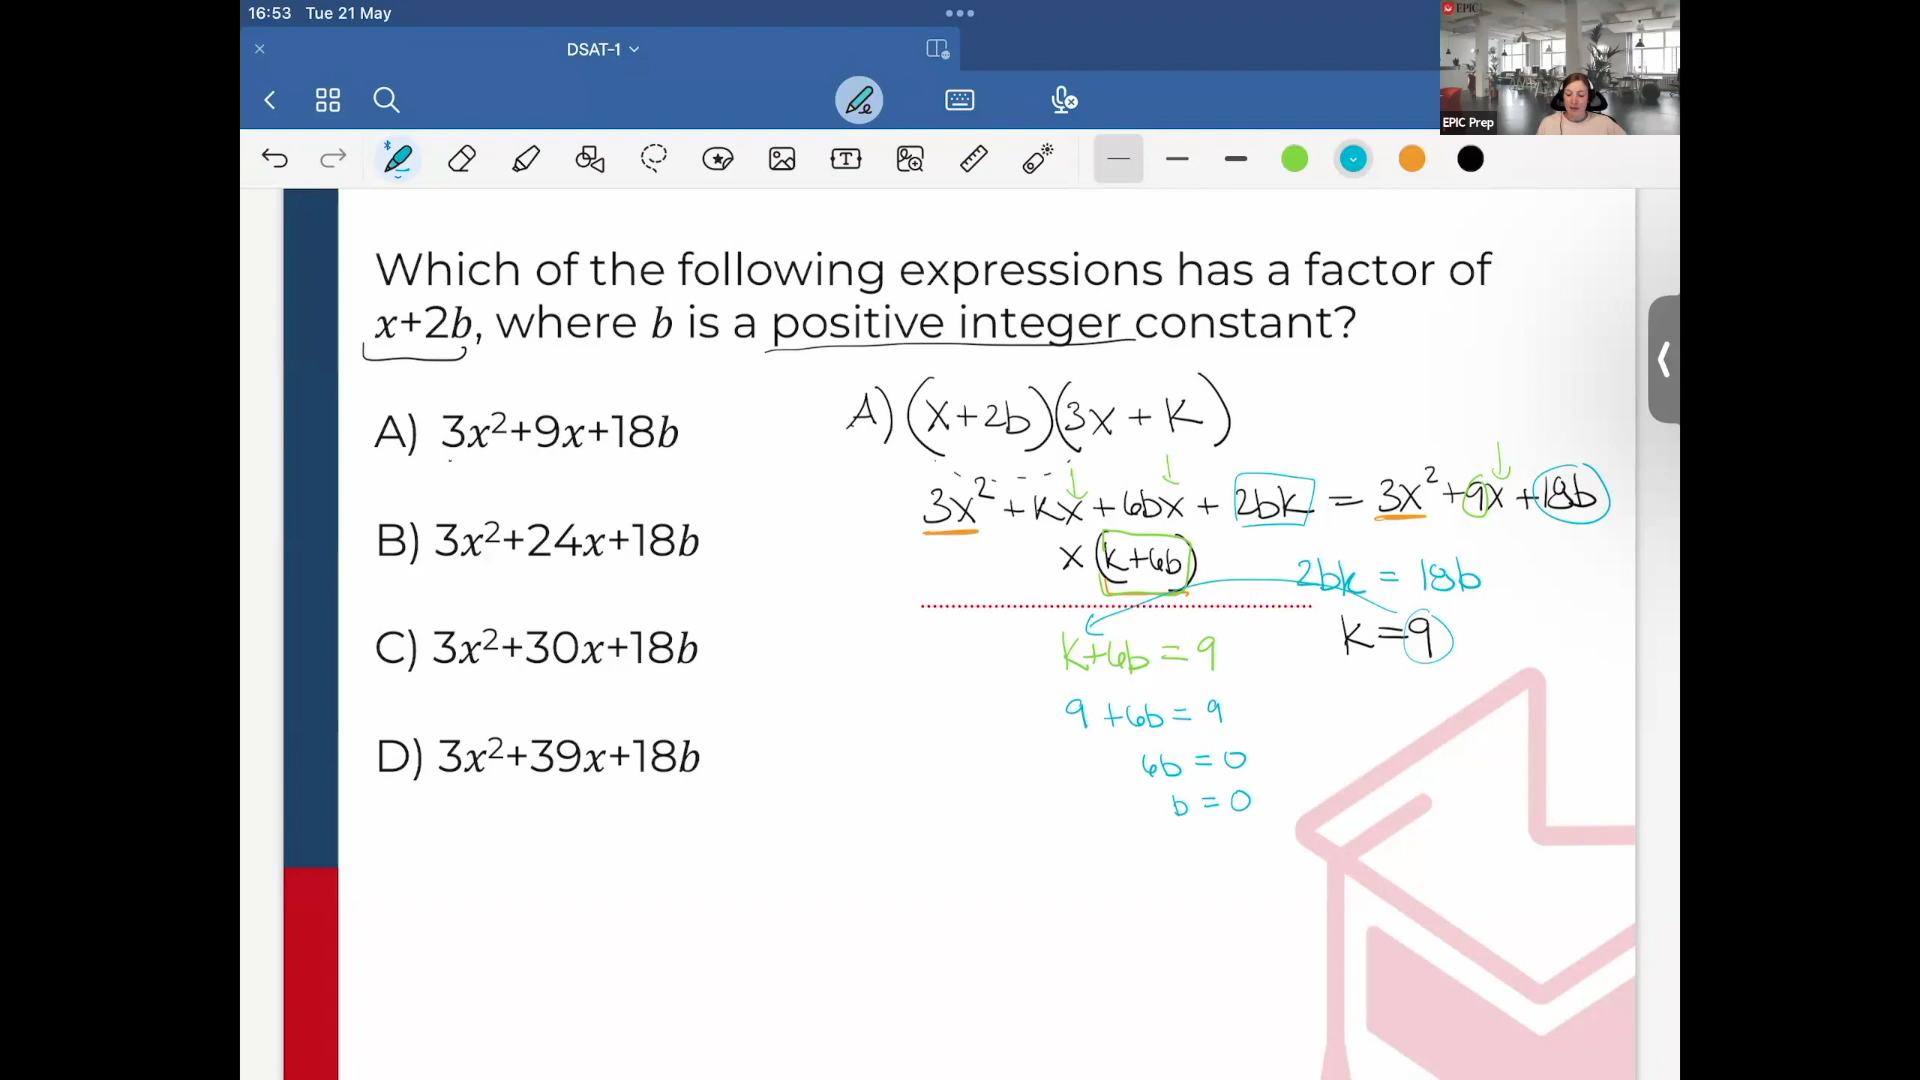 16:53 Tue 21 May
DSAT-1
EPIC
EPIC Prep
Which of the following expressions has a factor of
x+2b, where b is a positive integer constant?
A) 3x²+9x+18b
B) 3x²+24x+18b
C) 3x²+30x+18b
D) 3x²+39x+18b
A) (x+2b)(3x+K)
3x² + Kx + 6bx + 2bk = 3x² + 9x + 18b
x (k+6b)
2bk = 18b
K = 9
K+6b = 9
9 + 6b = 9
6b = 0
b = 0